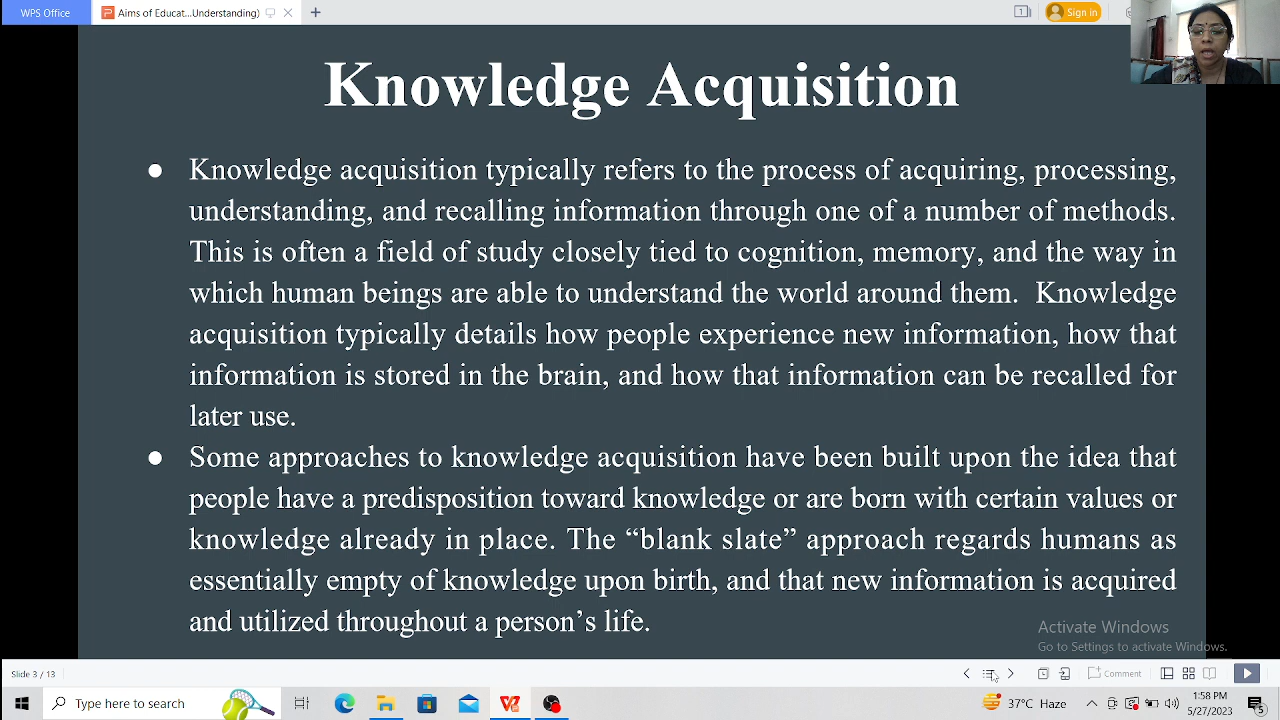 WPS Office
Aims of Educat...Understanding)
Sign in
Knowledge Acquisition
Knowledge acquisition typically refers to the process of acquiring, processing,
understanding, and recalling information through one of a number of methods.
This is often a field of study closely tied to cognition, memory, and the way in
which human beings are able to understand the world around them. Knowledge
acquisition typically details how people experience new information, how that
information is stored in the brain, and how that information can be recalled for
later use.
Some approaches to knowledge acquisition have been built upon the idea that
people have a predisposition toward knowledge or are born with certain values or
knowledge already in place. The “blank slate” approach regards humans as
essentially empty of knowledge upon birth, and that new information is acquired
and utilized throughout a person’s life.
Activate Windows
Go to Settings to activate Windows.
Slide 3 / 13
Comment
Type here to search
37°C Haze
1:58 PM
5/27/2023
5